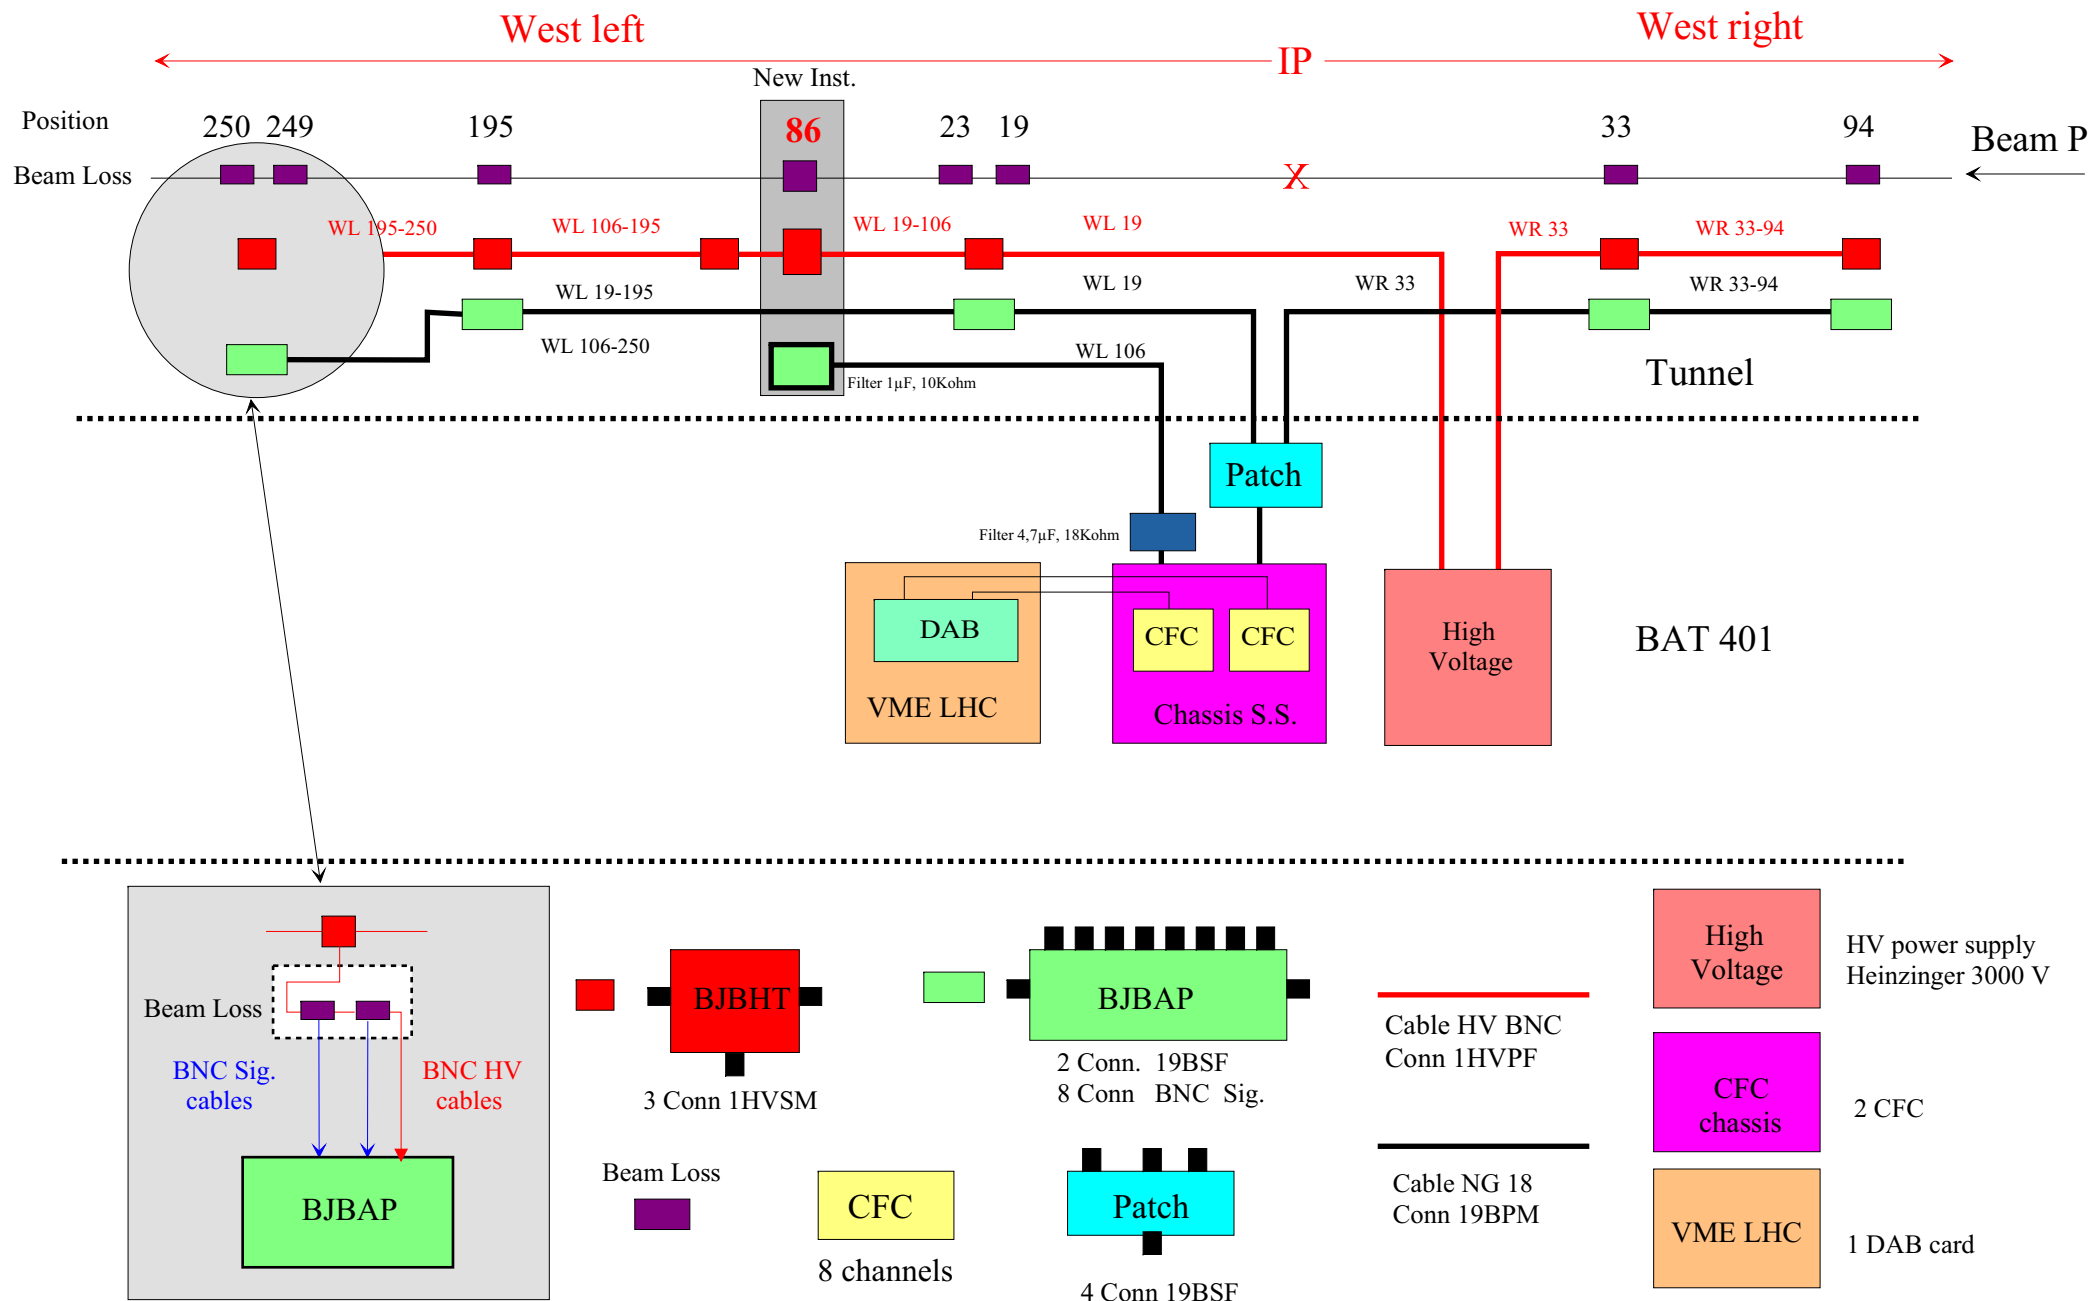 West left
West right
IP
New Inst.
Position
250 249 195 86 23 19 33 94
Beam P
Beam Loss
X
WL 195-250
WL 106-195
WL 19-106
WL 19
WR 33
WR 33-94
WL 19-195
WL 19
WR 33
WR 33-94
WL 106-250
WL 106
Filter 1µF, 10Kohm
Tunnel
Patch
Filter 4,7µF, 18Kohm
DAB
CFC
CFC
VME LHC
Chassis S.S.
High
Voltage
BAT 401
Beam Loss
BNC Sig.
cables
BNC HV
cables
BJBAP
BJBHT
3 Conn 1HVSM
BJBAP
2 Conn. 19BSF
8 Conn BNC Sig.
Cable HV BNC
Conn 1HVPF
High
Voltage
HV power supply
Heinzinger 3000 V
CFC
chassis
2 CFC
Beam Loss
CFC
8 channels
Patch
4 Conn 19BSF
Cable NG 18
Conn 19BPM
VME LHC
1 DAB card